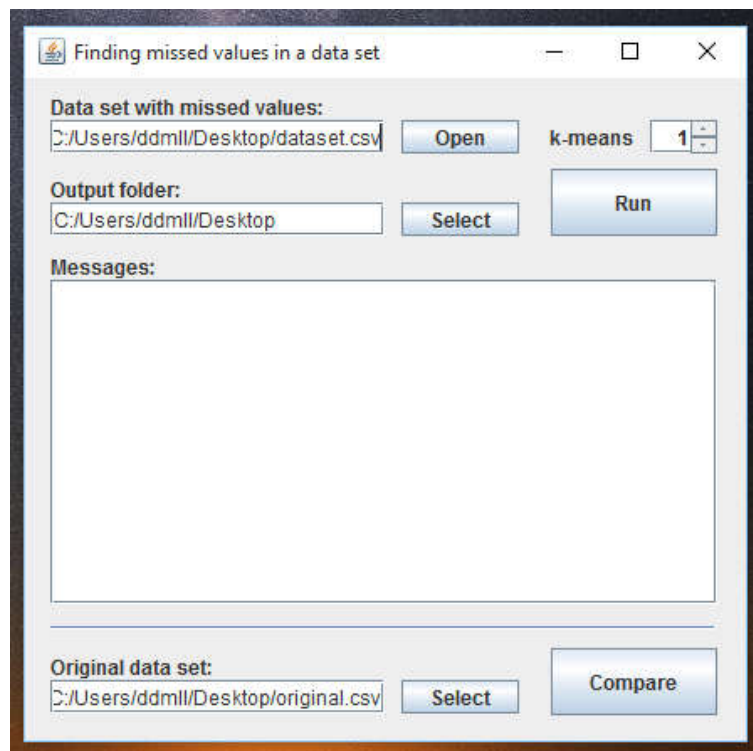 Finding missed values in a data set
Data set with missed values:
C:/Users/ddmll/Desktop/dataset.csv Open k-means 1
Output folder:
C:/Users/ddmll/Desktop Select Run
Messages:
Original data set:
C:/Users/ddmll/Desktop/original.csv Select Compare